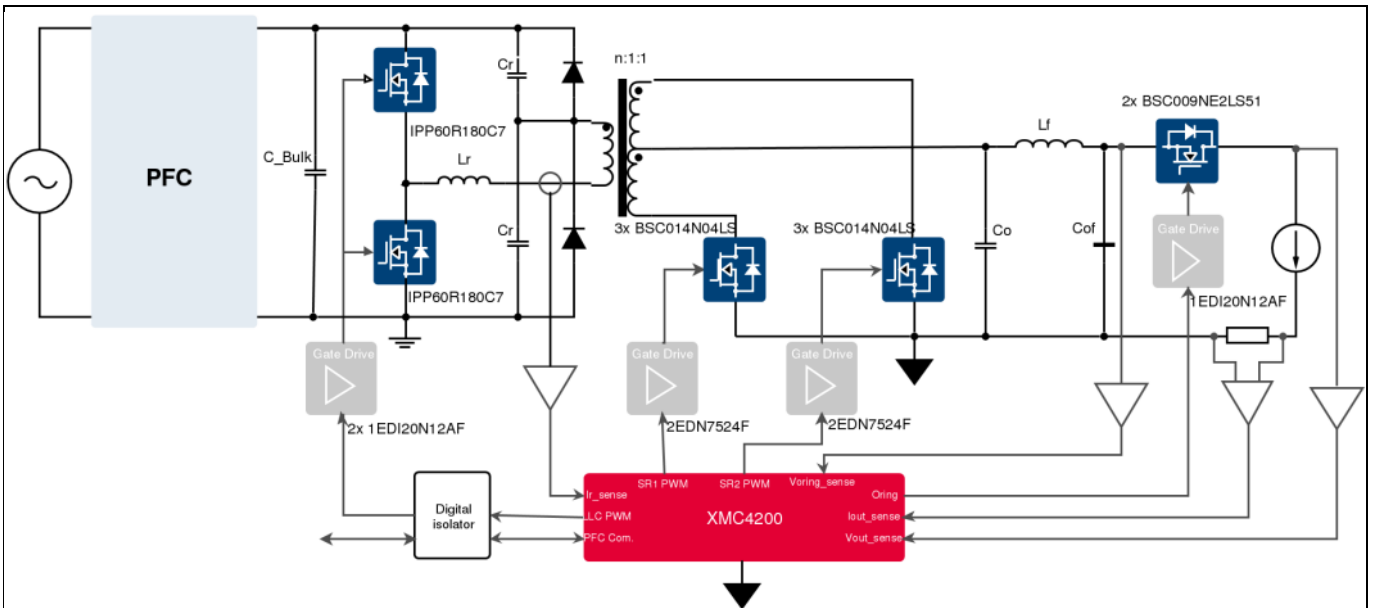 n:1:1
Cr
2x BSC009NE2LS51
IPP60R180C7
Lf
C_Bulk
PFC
Lr
Cr
3x BSC014N04LS
3x BSC014N04LS
Co
Cof
Gate Drive
IPP60R180C7
1EDI20N12AF
Gate Drive
Gate Drive
Gate Drive
2x 1EDI20N12AF
2EDN7524F
2EDN7524F
SR1 PWM
SR2 PWM
Voring_sense
Ir_sense
Oring
Digital
isolator
LLC PWM
XMC4200
Iout_sense
PFC Com.
Vout_sense